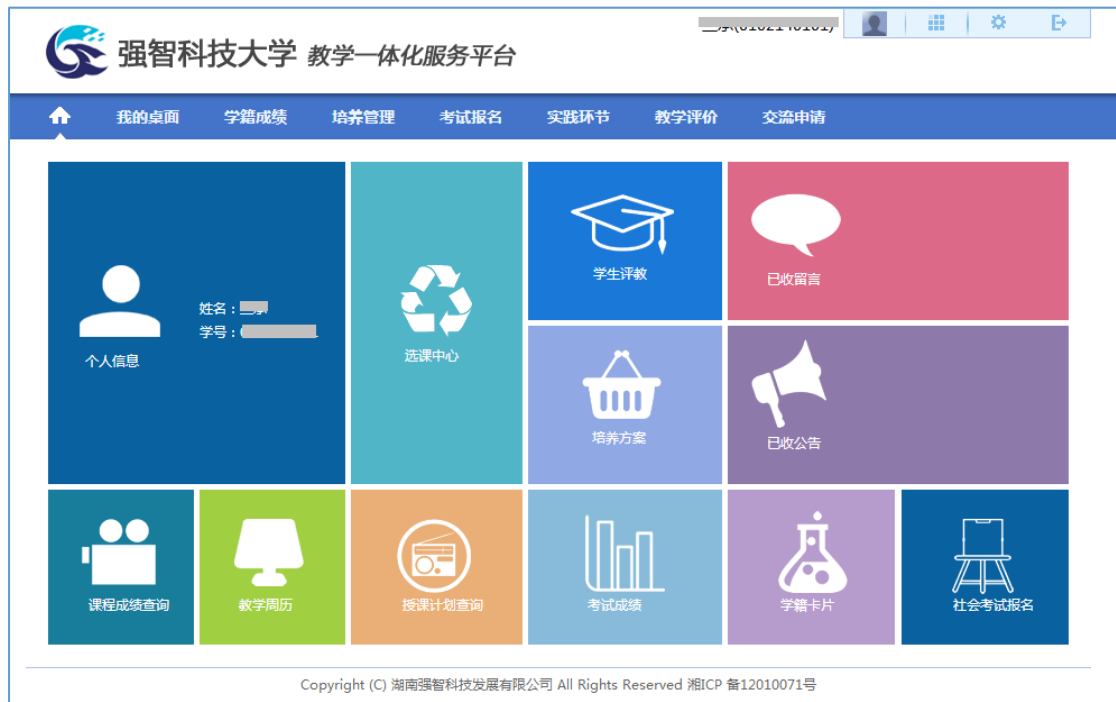 强智科技大学 教学一体化服务平台
我的桌面 学籍成绩 培养管理 考试报名 实践环节 教学评价 交流申请
学生评教
已收留言
姓名：
学号：
个人信息
选课中心
培养方案
已收公告
课程成绩查询 教学周历 授课计划查询 考试成绩 学籍卡片 社会考试报名
Copyright (C) 湖南强智科技发展有限公司 All Rights Reserved 湘ICP 备12010071号